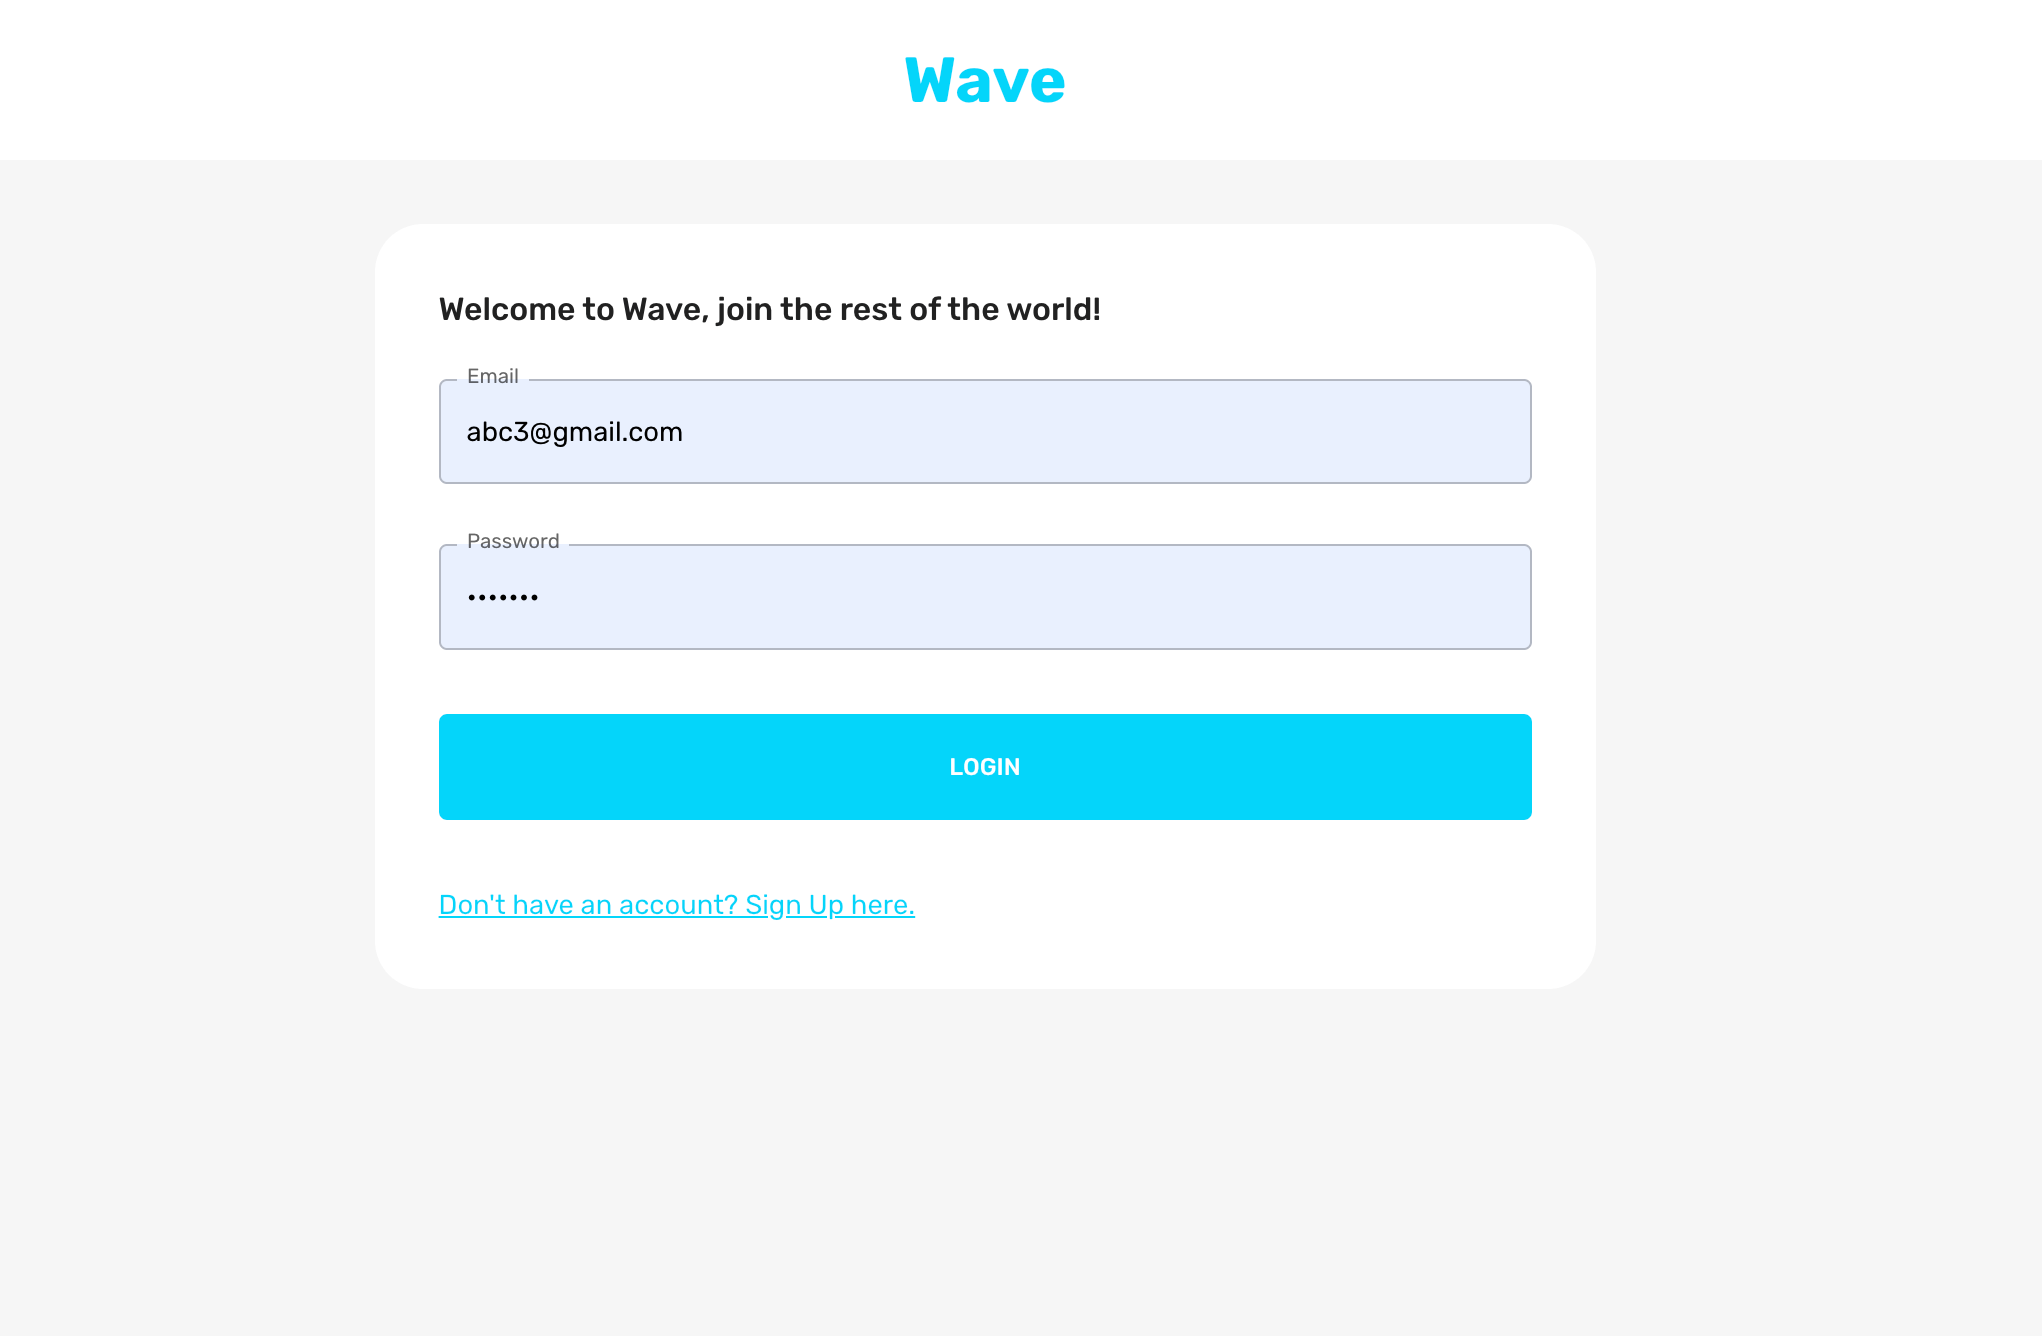 Wave
Welcome to Wave, join the rest of the world!
Email
abc3@gmail.com
Password
•••••••
LOGIN
Don't have an account? Sign Up here.